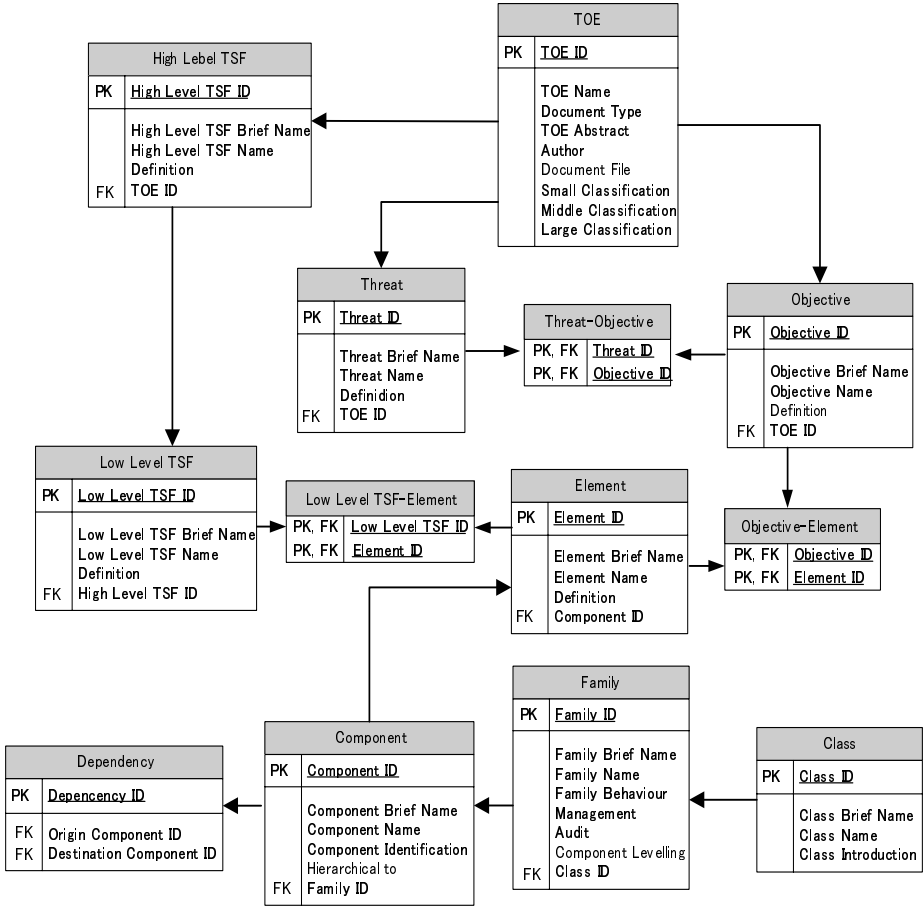 TOE
PK TOE ID
TOE Name
Document Type
TOE Abstract
Author
Document File
Small Classification
Middle Classification
Large Classification
High Lebel TSF
PK High Level TSF ID
High Level TSF Brief Name
High Level TSF Name
Definition
FK TOE ID
Threat
PK Threat ID
Threat Brief Name
Threat Name
Definidion
FK TOE ID
Threat-Objective
PK, FK Threat ID
PK, FK Objective ID
Objective
PK Objective ID
Objective Brief Name
Objective Name
Definition
FK TOE ID
Low Level TSF
PK Low Level TSF ID
Low Level TSF Brief Name
Low Level TSF Name
Definition
FK High Level TSF ID
Low Level TSF-Element
PK, FK Low Level TSF ID
PK, FK Element ID
Element
PK Element ID
Element Brief Name
Element Name
Definition
FK Component ID
Objective-Element
PK, FK Objective ID
PK, FK Element ID
Dependency
PK Depencency ID
FK Origin Component ID
FK Destination Component ID
Component
PK Component ID
Component Brief Name
Component Name
Component Identification
Hierarchical to
FK Family ID
Family
PK Family ID
Family Brief Name
Family Name
Family Behaviour
Management
Audit
Component Levelling
FK Class ID
Class
PK Class ID
Class Brief Name
Class Name
Class Introduction